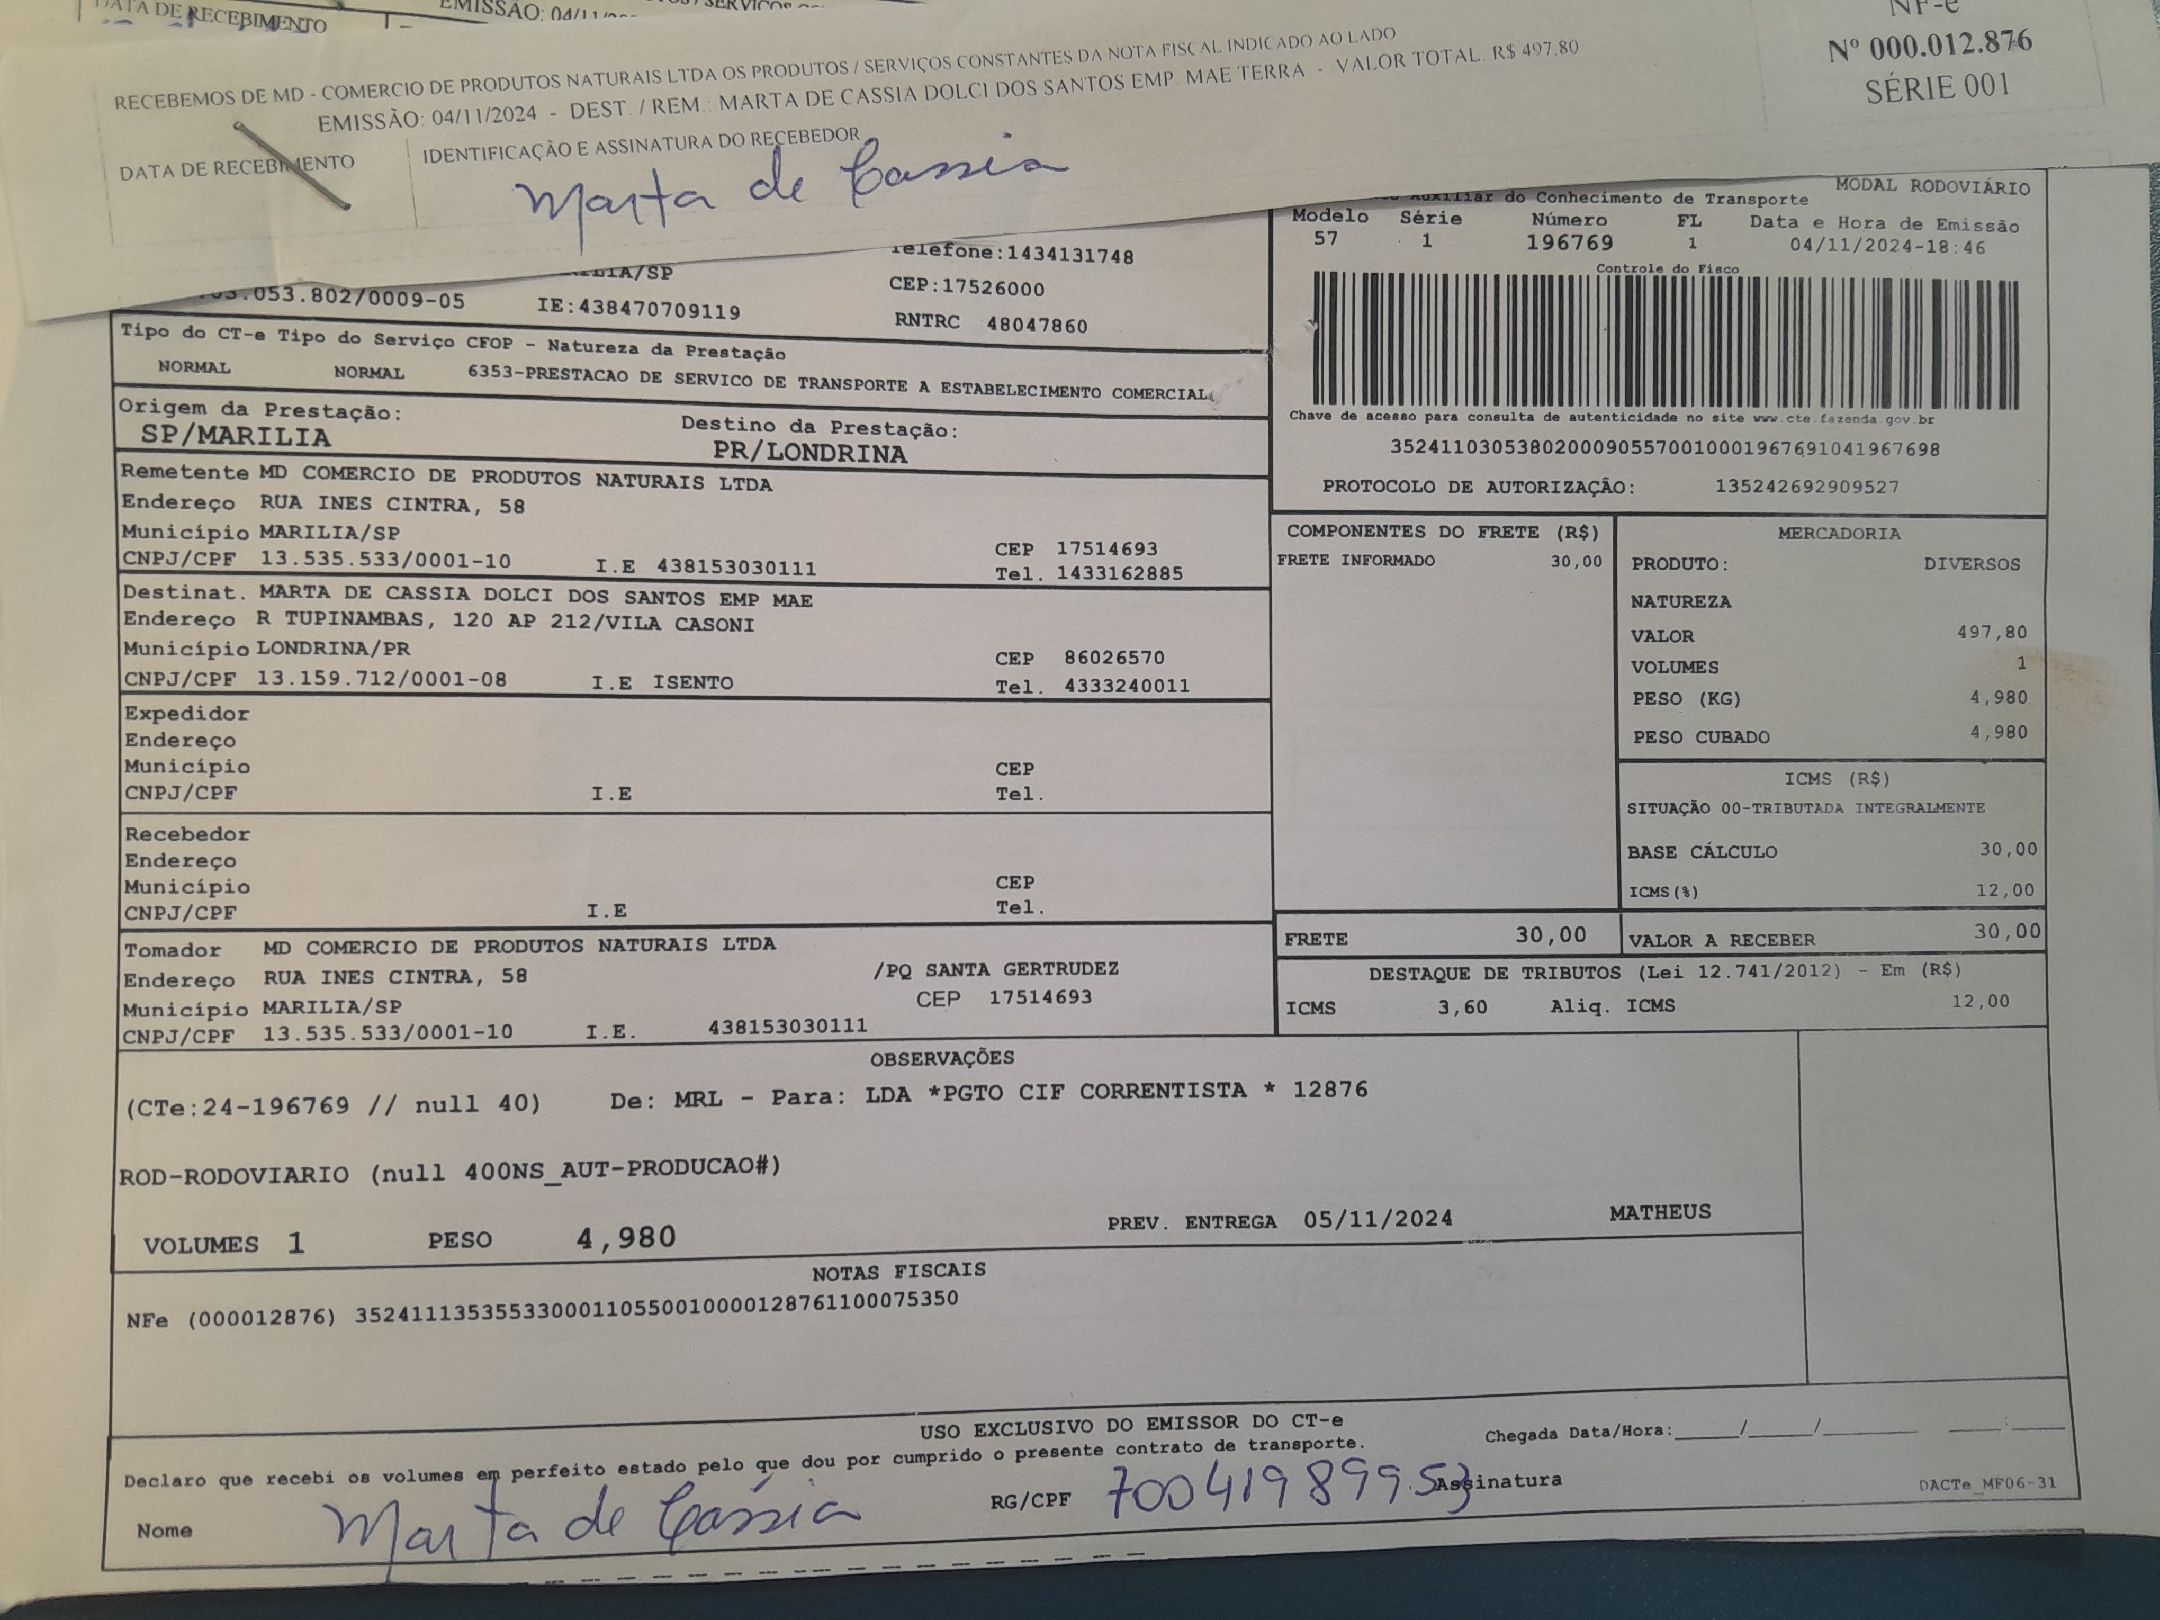 DATA DE RECEBIMENTO
EMISSÃO: 04/11/
NF-e
Nº 000.012.876
SÉRIE 001
RECEBEMOS DE MD - COMERCIO DE PRODUTOS NATURAIS LTDA OS PRODUTOS / SERVIÇOS CONSTANTES DA NOTA FISCAL INDICADO AO LADO
EMISSÃO: 04/11/2024 - DEST. / REM.: MARTA DE CASSIA DOLCI DOS SANTOS EMP. MAE TERRA - VALOR TOTAL. R$ 497,80
DATA DE RECEBIMENTO IDENTIFICAÇÃO E ASSINATURA DO RECEBEDOR
Marta de Cassia
Auxiliar do Conhecimento de Transporte MODAL RODOVIÁRIO
Modelo Série Número FL Data e Hora de Emissão
57 1 196769 1 04/11/2024-18:46
Controle do Fisco
Telefone:1434131748
/SP CEP:17526000
.053.802/0009-05 IE:438470709119 RNTRC 48047860
Tipo do CT-e Tipo do Serviço CFOP - Natureza da Prestação
NORMAL NORMAL 6353-PRESTACAO DE SERVICO DE TRANSPORTE A ESTABELECIMENTO COMERCIAL
Origem da Prestação: Destino da Prestação:
SP/MARILIA PR/LONDRINA
Chave de acesso para consulta de autenticidade no site www.cte.fazenda.gov.br
35241103053802000905570010001967691041967698
PROTOCOLO DE AUTORIZAÇÃO: 135242692909527
Remetente MD COMERCIO DE PRODUTOS NATURAIS LTDA
Endereço RUA INES CINTRA, 58
Município MARILIA/SP CEP 17514693
CNPJ/CPF 13.535.533/0001-10 I.E 438153030111 Tel. 1433162885
Destinat. MARTA DE CASSIA DOLCI DOS SANTOS EMP MAE
Endereço R TUPINAMBAS, 120 AP 212/VILA CASONI
Município LONDRINA/PR CEP 86026570
CNPJ/CPF 13.159.712/0001-08 I.E ISENTO Tel. 4333240011
Expedidor
Endereço
Município CEP
CNPJ/CPF I.E Tel.
Recebedor
Endereço
Município CEP
CNPJ/CPF I.E Tel.
Tomador MD COMERCIO DE PRODUTOS NATURAIS LTDA
Endereço RUA INES CINTRA, 58 /PQ SANTA GERTRUDEZ
Município MARILIA/SP CEP 17514693
CNPJ/CPF 13.535.533/0001-10 I.E. 438153030111
COMPONENTES DO FRETE (R$)
FRETE INFORMADO 30,00
MERCADORIA
PRODUTO: DIVERSOS
NATUREZA
VALOR 497,80
VOLUMES 1
PESO (KG) 4,980
PESO CUBADO 4,980
ICMS (R$)
SITUAÇÃO 00-TRIBUTADA INTEGRALMENTE
BASE CÁLCULO 30,00
ICMS(%) 12,00
FRETE 30,00 VALOR A RECEBER 30,00
DESTAQUE DE TRIBUTOS (Lei 12.741/2012) - Em (R$)
ICMS 3,60 Aliq. ICMS 12,00
OBSERVAÇÕES
(CTe:24-196769 // null 40) De: MRL - Para: LDA *PGTO CIF CORRENTISTA * 12876
ROD-RODOVIARIO (null 400NS_AUT-PRODUCAO#)
VOLUMES 1 PESO 4,980 PREV. ENTREGA 05/11/2024 MATHEUS
NOTAS FISCAIS
NFe (000012876) 35241113535533000110550010000128761100075350
USO EXCLUSIVO DO EMISSOR DO CT-e
Declaro que recebi os volumes em perfeito estado pelo que dou por cumprido o presente contrato de transporte. Chegada Data/Hora:____/____/______ ____:____
Nome Marta de Cássia RG/CPF 70041989953 Assinatura DACTe_MF06-31